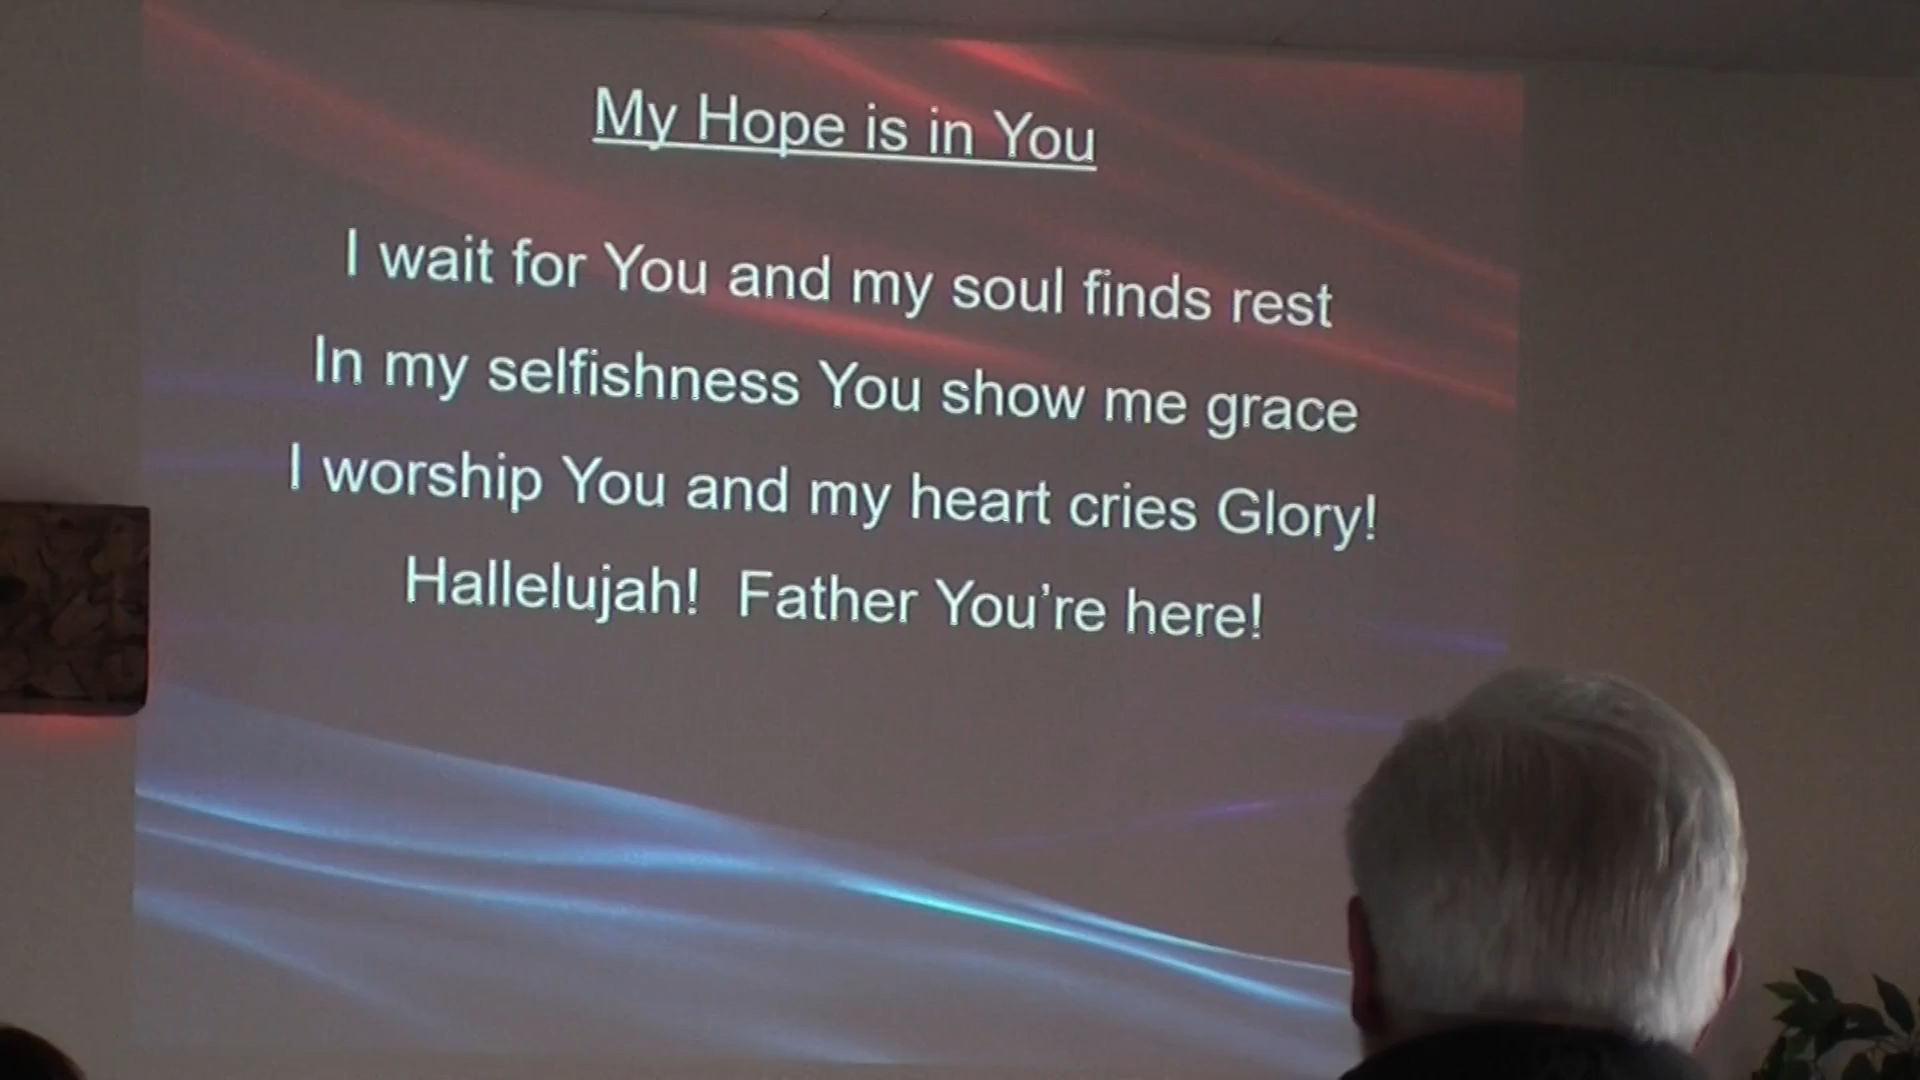 My Hope is in You
I wait for You and my soul finds rest
In my selfishness You show me grace
I worship You and my heart cries Glory!
Hallelujah!  Father You’re here!